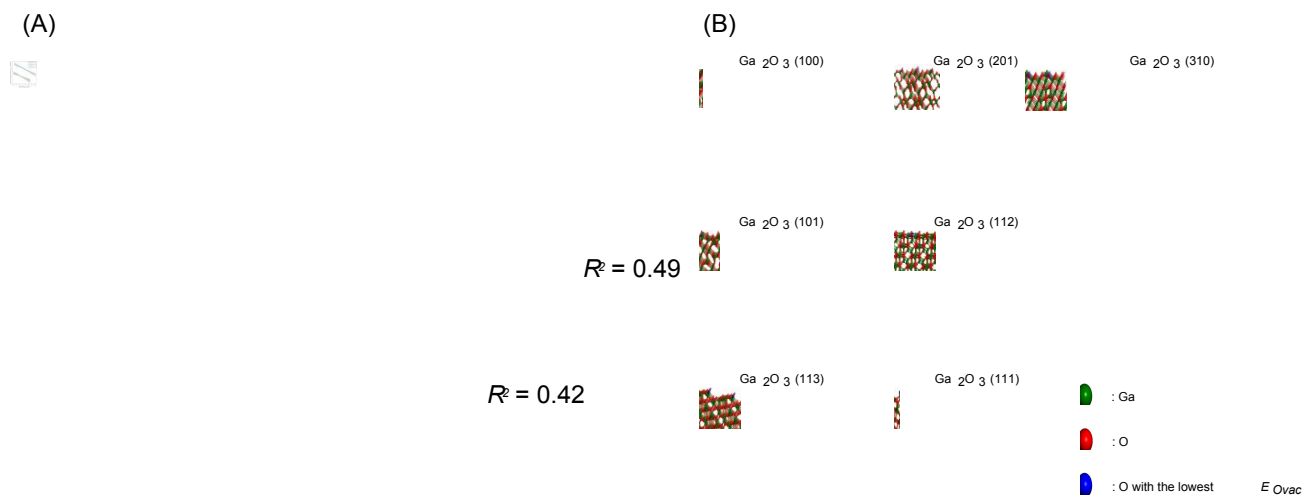 (A)
(B)
Ga 2O 3 (100)
Ga 2O 3 (201)
Ga 2O 3 (310)
Ga 2O 3 (101)
Ga 2O 3 (112)
R² = 0.49
Ga 2O 3 (113)
Ga 2O 3 (111)
R² = 0.42
: Ga
: O
: O with the lowest E Ovac